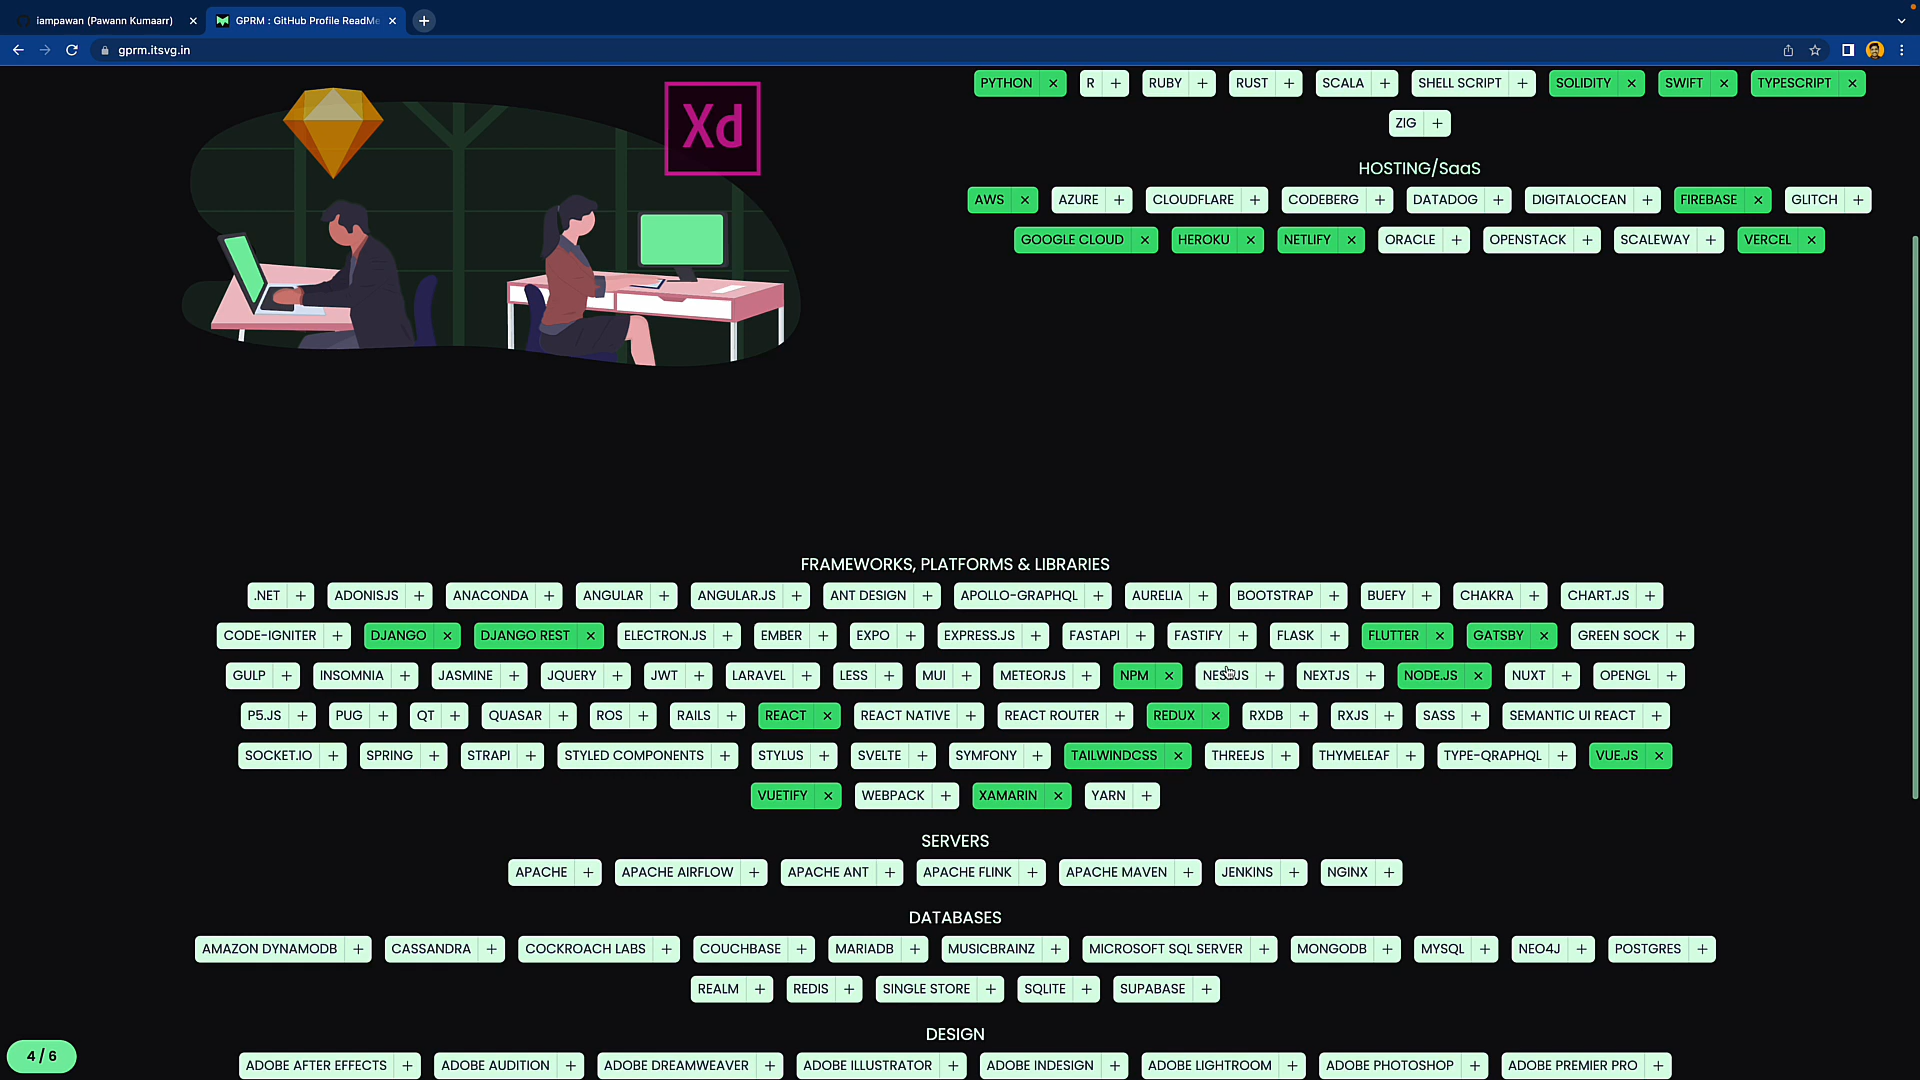 iampawan (Pawann Kumaarr)
GPRM : GitHub Profile ReadMe
gprm.itsvg.in
Xd
PYTHON × R + RUBY + RUST + SCALA + SHELL SCRIPT + SOLIDITY × SWIFT × TYPESCRIPT ×
ZIG +
HOSTING/SaaS
AWS × AZURE + CLOUDFLARE + CODEBERG + DATADOG + DIGITALOCEAN + FIREBASE × GLITCH +
GOOGLE CLOUD × HEROKU × NETLIFY × ORACLE + OPENSTACK + SCALEWAY + VERCEL ×
FRAMEWORKS, PLATFORMS & LIBRARIES
.NET + ADONISJS + ANACONDA + ANGULAR + ANGULAR.JS + ANT DESIGN + APOLLO-GRAPHQL + AURELIA + BOOTSTRAP + BUEFY + CHAKRA + CHART.JS +
CODE-IGNITER + DJANGO × DJANGO REST × ELECTRON.JS + EMBER + EXPO + EXPRESS.JS + FASTAPI + FASTIFY + FLASK + FLUTTER × GATSBY × GREEN SOCK +
GULP + INSOMNIA + JASMINE + JQUERY + JWT + LARAVEL + LESS + MUI + METEORJS + NPM × NESTJS + NEXTJS + NODE.JS × NUXT + OPENGL +
P5.JS + PUG + QT + QUASAR + ROS + RAILS + REACT × REACT NATIVE + REACT ROUTER + REDUX × RXDB + RXJS + SASS + SEMANTIC UI REACT +
SOCKET.IO + SPRING + STRAPI + STYLED COMPONENTS + STYLUS + SVELTE + SYMFONY + TAILWINDCSS × THREEJS + THYMELEAF + TYPE-QRAPHQL + VUE.JS ×
VUETIFY × WEBPACK + XAMARIN × YARN +
SERVERS
APACHE + APACHE AIRFLOW + APACHE ANT + APACHE FLINK + APACHE MAVEN + JENKINS + NGINX +
DATABASES
AMAZON DYNAMODB + CASSANDRA + COCKROACH LABS + COUCHBASE + MARIADB + MUSICBRAINZ + MICROSOFT SQL SERVER + MONGODB + MYSQL + NEO4J + POSTGRES +
REALM + REDIS + SINGLE STORE + SQLITE + SUPABASE +
DESIGN
4 / 6
ADOBE AFTER EFFECTS + ADOBE AUDITION + ADOBE DREAMWEAVER + ADOBE ILLUSTRATOR + ADOBE INDESIGN + ADOBE LIGHTROOM + ADOBE PHOTOSHOP + ADOBE PREMIER PRO +